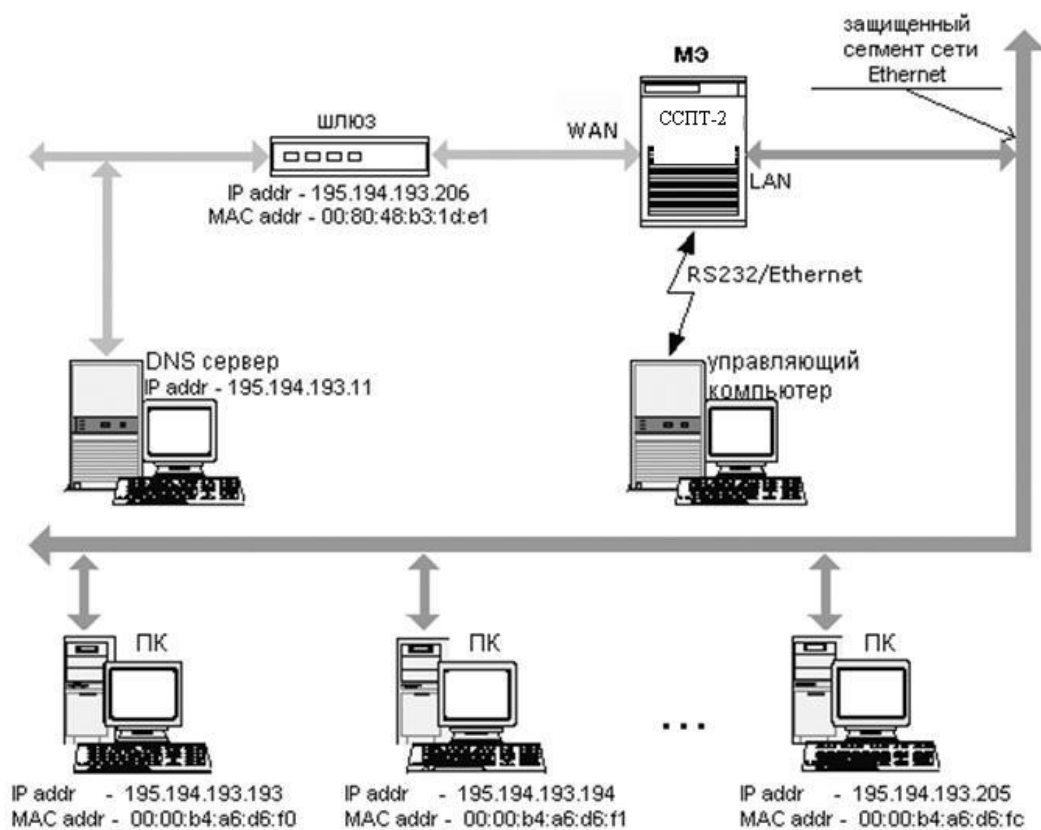 защищенный
сегмент сети
Ethernet
МЭ
ССПТ-2
шлюз
WAN
LAN
IP addr - 195.194.193.206
MAC addr - 00:80:48:b3:1d:e1
RS232/Ethernet
DNS сервер
IP addr - 195.194.193.11
управляющий
компьютер
ПК
ПК
ПК
...
IP addr - 195.194.193.193
MAC addr - 00:00:b4:a6:d6:f0
IP addr - 195.194.193.194
MAC addr - 00:00:b4:a6:d6:f1
IP addr - 195.194.193.205
MAC addr - 00:00:b4:a6:d6:fc